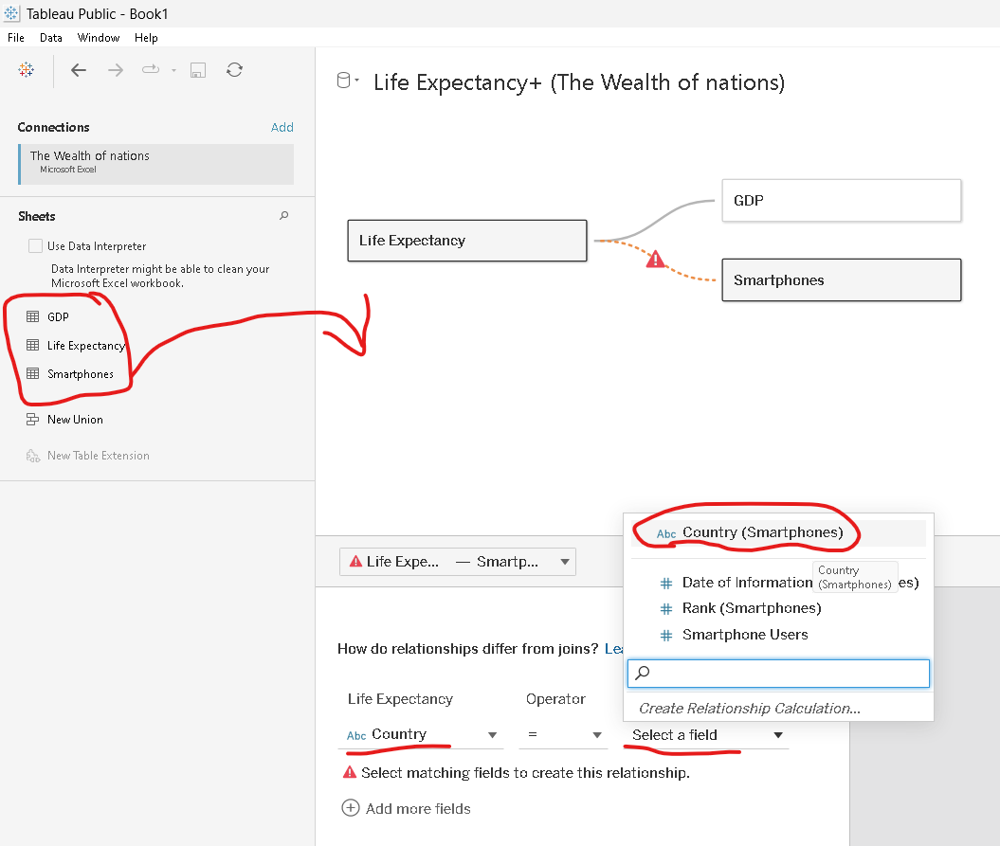 Tableau Public - Book1
File Data Window Help
Connections Add
The Wealth of nations
Microsoft Excel
Sheets
Use Data Interpreter
Data Interpreter might be able to clean your
Microsoft Excel workbook.
GDP
Life Expectancy
Smartphones
New Union
New Table Extension
Life Expectancy+ (The Wealth of nations)
GDP
Life Expectancy
Smartphones
Life Expe... — Smartp...
How do relationships differ from joins? Lea
Life Expectancy Operator
Abc Country = Select a field
Select matching fields to create this relationship.
Add more fields
Abc Country (Smartphones)
Country
(Smartphones)
# Date of Information es)
# Rank (Smartphones)
# Smartphone Users
Create Relationship Calculation...